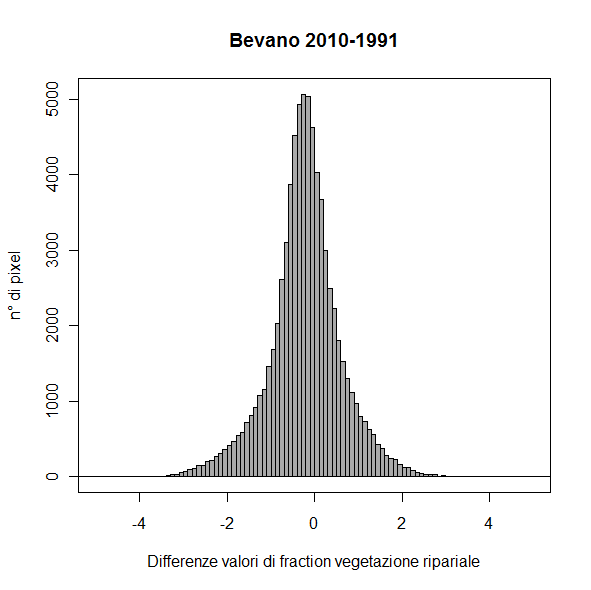 Bevano 2010-1991
n° di pixel
5000
4000
3000
2000
1000
0
-4 -2 0 2 4
Differenze valori di fraction vegetazione ripariale